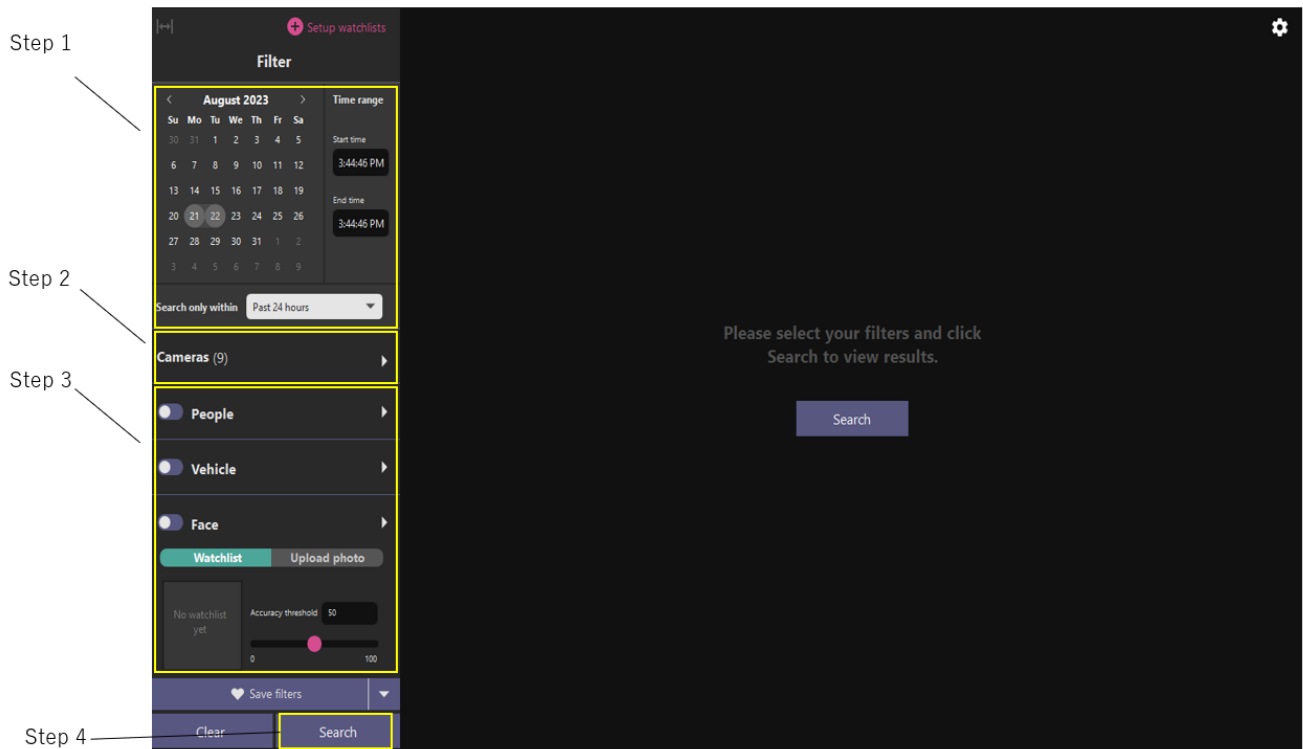 Step 1
Step 2
Step 3
Step 4
Setup watchlists
Filter
August 2023
Su Mo Tu We Th Fr Sa
30 31 1 2 3 4 5
6 7 8 9 10 11 12
13 14 15 16 17 18 19
20 21 22 23 24 25 26
27 28 29 30 31 1 2
3 4 5 6 7 8 9
Time range
Start time
3:44:46 PM
End time
3:44:46 PM
Search only within Past 24 hours
Cameras (9)
People
Vehicle
Face
Watchlist Upload photo
No watchlist
yet
Accuracy threshold 50
0 100
Save filters
Clear Search
Please select your filters and click
Search to view results.
Search